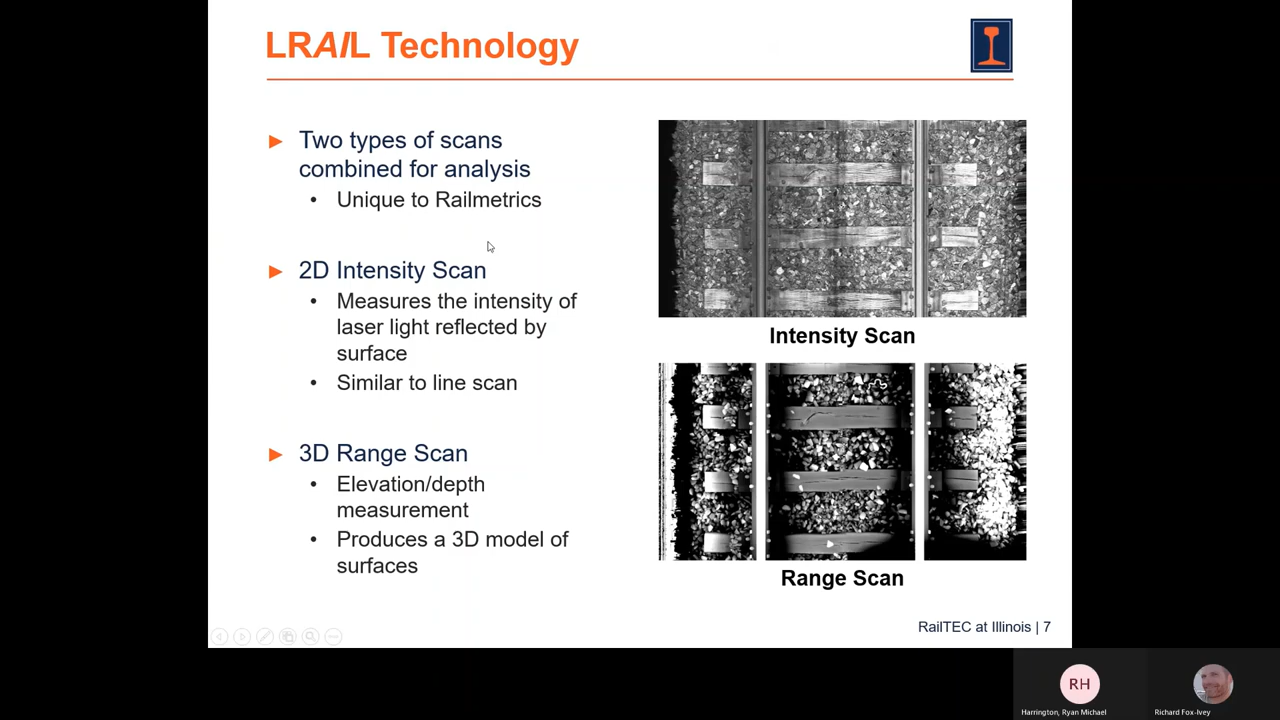 LRAIL Technology
► Two types of scans
combined for analysis
• Unique to Railmetrics
► 2D Intensity Scan
• Measures the intensity of
laser light reflected by
surface
• Similar to line scan
► 3D Range Scan
• Elevation/depth
measurement
• Produces a 3D model of
surfaces
Intensity Scan
Range Scan
RailTEC at Illinois | 7
RH
Harrington, Ryan Michael
Richard Fox-Ivey